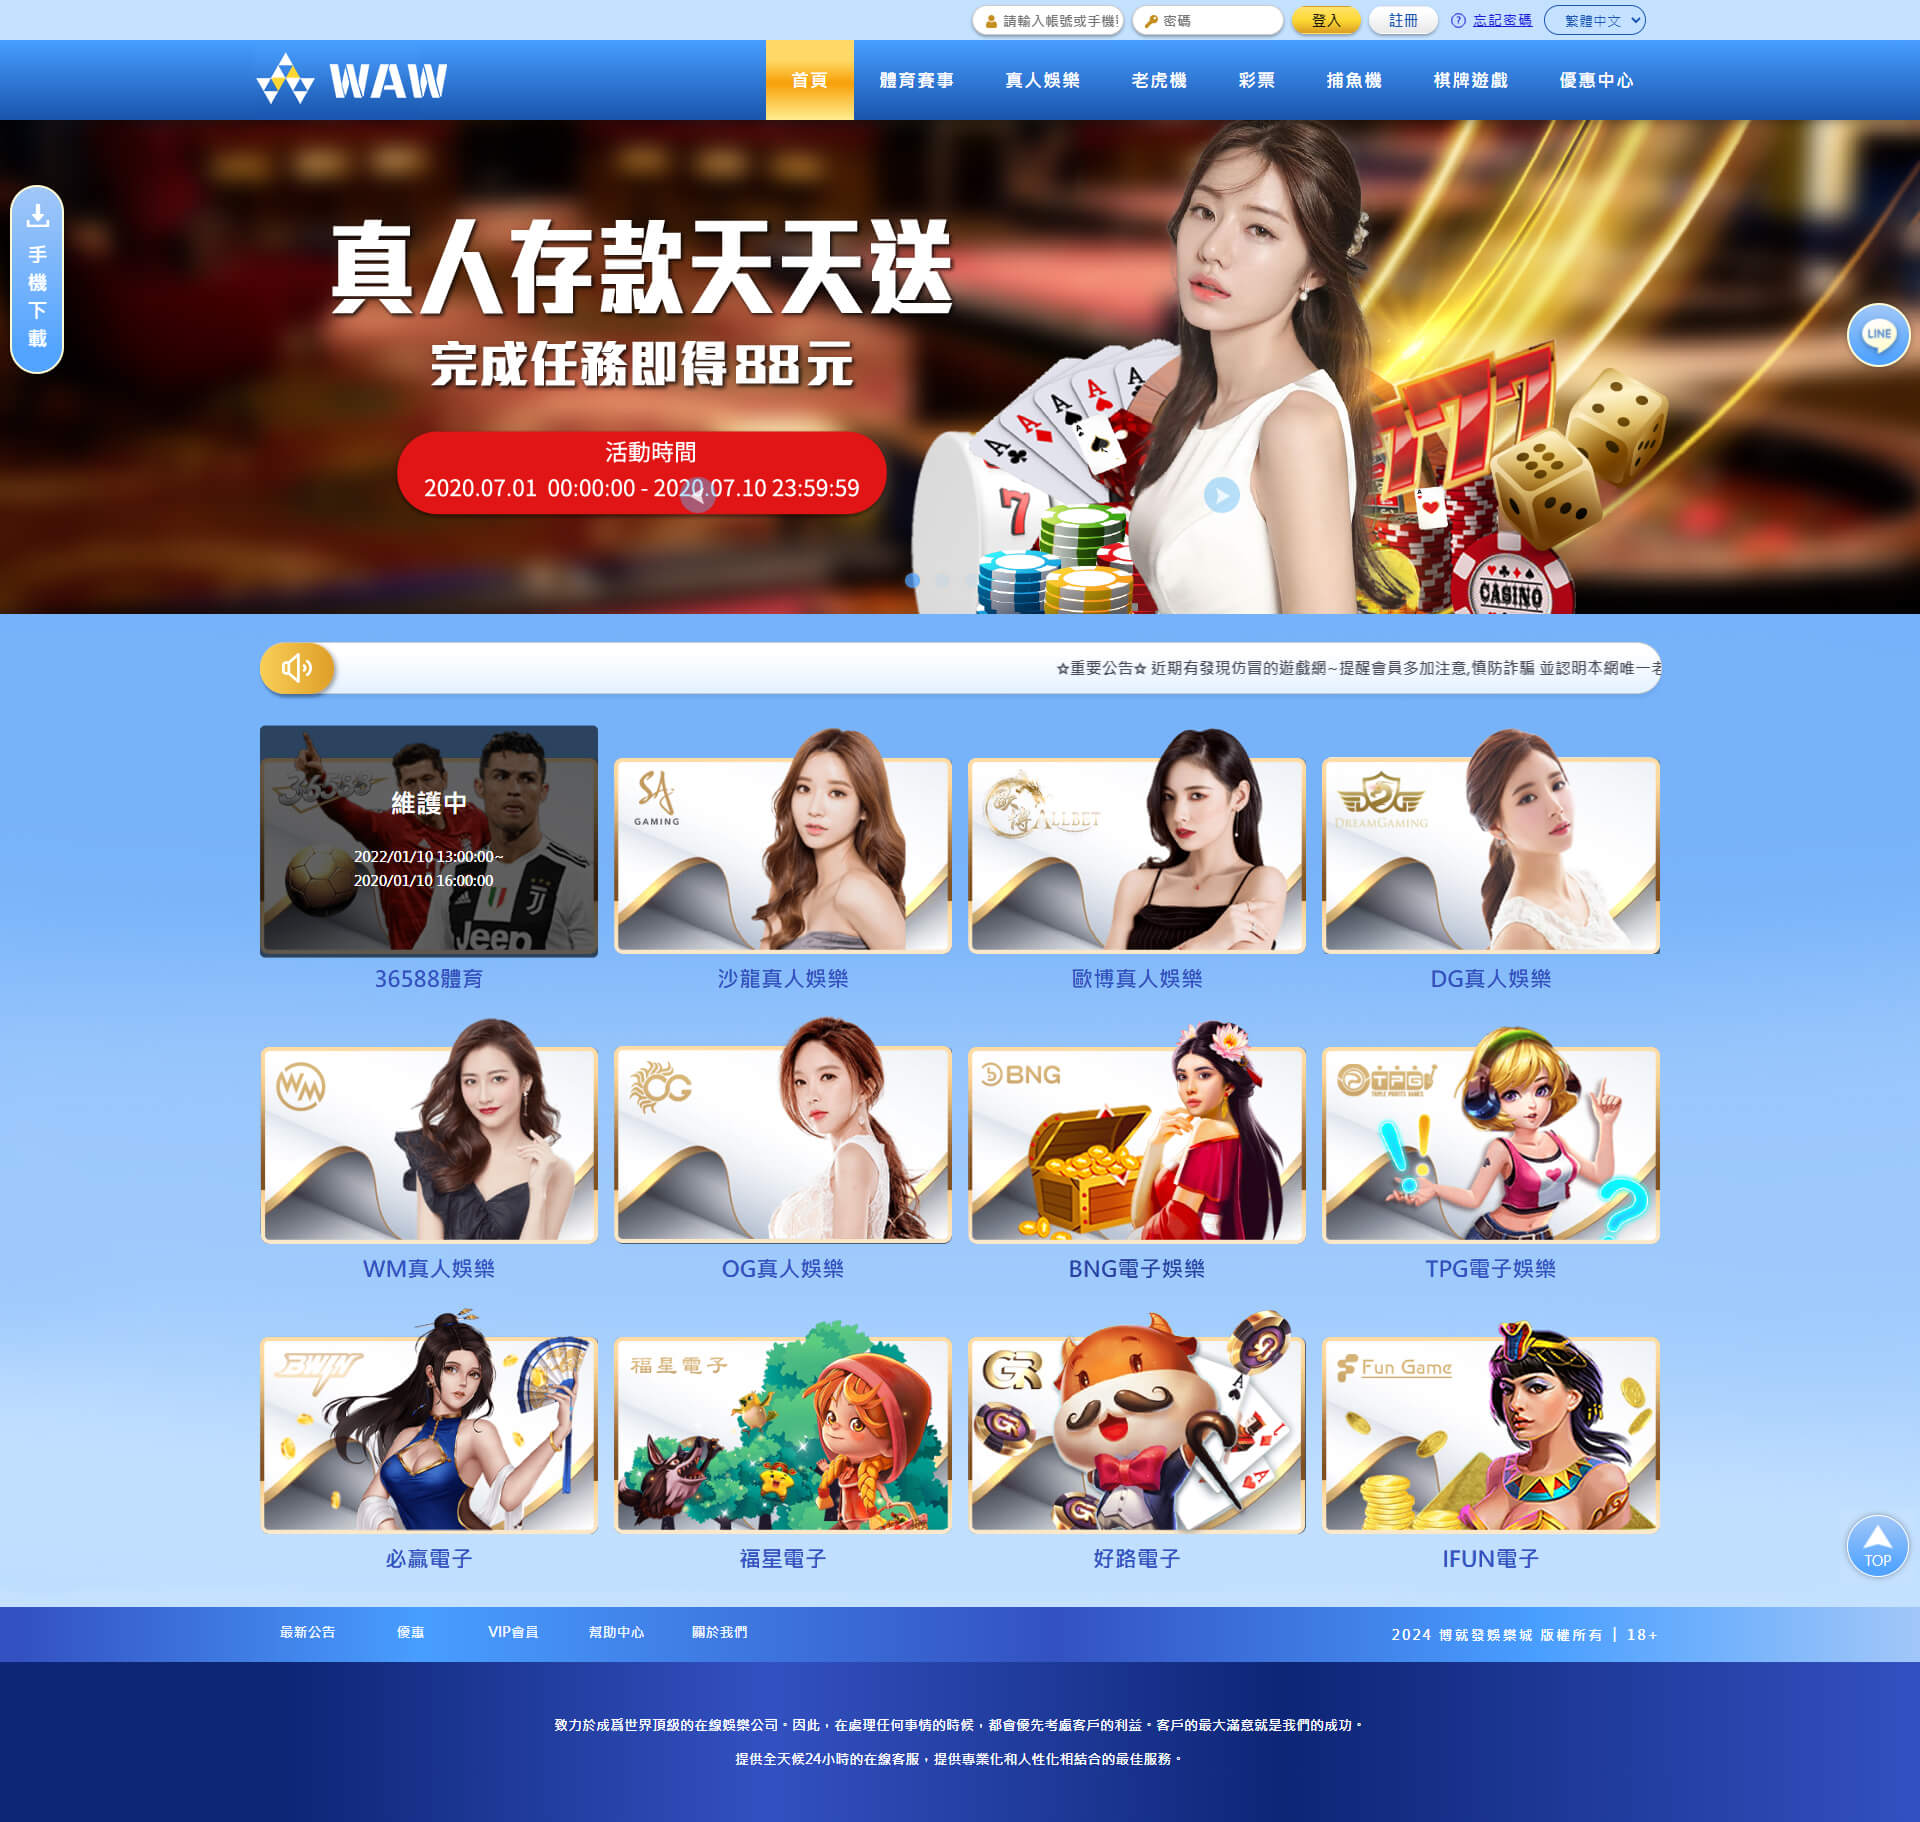 請輸入帳號或手機
密碼
登入
註冊
忘記密碼
繁體中文
WAW
首頁
體育賽事
真人娛樂
老虎機
彩票
捕魚機
棋牌遊戲
優惠中心
手機下載
真人存款天天送
完成任務即得88元
活動時間
2020.07.01 00:00:00 - 2020.07.10 23:59:59
LINE
A A A A A
7
777
CASINO
☆重要公告☆ 近期有發現仿冒的遊戲網~提醒會員多加注意,慎防詐騙 並認明本網唯一老
36588
維護中
2022/01/10 13:00:00~
2020/01/10 16:00:00
Jeep
SA GAMING
歐博 ALLBET
DG DREAMGAMING
36588體育
沙龍真人娛樂
歐博真人娛樂
DG真人娛樂
WM
OG
BNG
TPG
TRIPLE PROFITS GAMES
WM真人娛樂
OG真人娛樂
BNG電子娛樂
TPG電子娛樂
BWIN
福星電子
GR
Fun Game
必贏電子
福星電子
好路電子
IFUN電子
TOP
最新公告
優惠
VIP會員
幫助中心
關於我們
2024 博就發娛樂城 版權所有 | 18+
致力於成爲世界頂級的在線娛樂公司。因此，在處理任何事情的時候，都會優先考慮客戶的利益。客戶的最大滿意就是我們的成功。
提供全天候24小時的在線客服，提供專業化和人性化相結合的最佳服務。